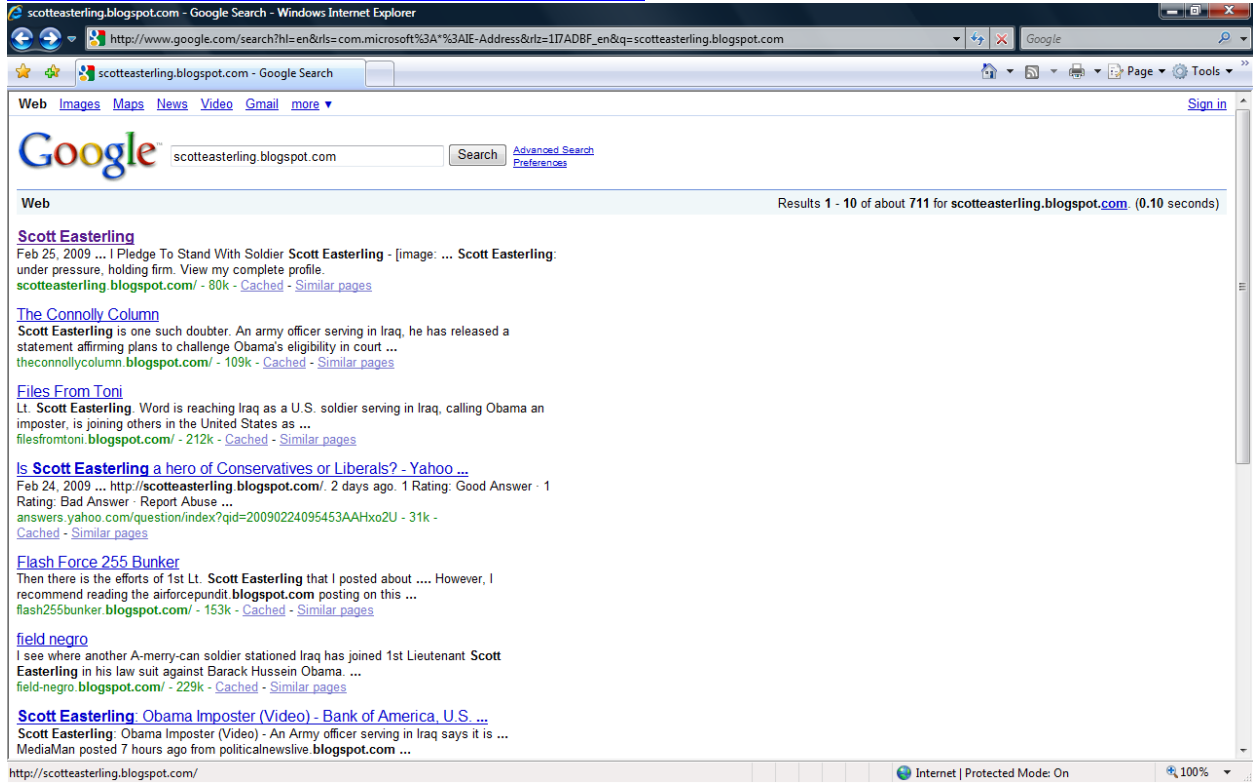 scotteasterling.blogspot.com - Google Search - Windows Internet Explorer
http://www.google.com/search?hl=en&rls=com.microsoft%3A*%3AIE-Address&rlz=1I7ADBF_en&q=scotteasterling.blogspot.com
Google
scotteasterling.blogspot.com - Google Search
Page Tools
Web Images Maps News Video Gmail more ▼ Sign in
Google™ scotteasterling.blogspot.com Search Advanced Search
Preferences
Web Results 1 - 10 of about 711 for scotteasterling.blogspot.com. (0.10 seconds)
Scott Easterling
Feb 25, 2009 ... I Pledge To Stand With Soldier Scott Easterling - [image: ... Scott Easterling:
under pressure, holding firm. View my complete profile.
scotteasterling.blogspot.com/ - 80k - Cached - Similar pages
The Connolly Column
Scott Easterling is one such doubter. An army officer serving in Iraq, he has released a
statement affirming plans to challenge Obama's eligibility in court ...
theconnollycolumn.blogspot.com/ - 109k - Cached - Similar pages
Files From Toni
Lt. Scott Easterling. Word is reaching Iraq as a U.S. soldier serving in Iraq, calling Obama an
imposter, is joining others in the United States as ...
filesfromtoni.blogspot.com/ - 212k - Cached - Similar pages
Is Scott Easterling a hero of Conservatives or Liberals? - Yahoo ...
Feb 24, 2009 ... http://scotteasterling.blogspot.com/. 2 days ago. 1 Rating: Good Answer · 1
Rating: Bad Answer · Report Abuse ...
answers.yahoo.com/question/index?qid=20090224095453AAHxo2U - 31k -
Cached - Similar pages
Flash Force 255 Bunker
Then there is the efforts of 1st Lt. Scott Easterling that I posted about .... However, I
recommend reading the airforcepundit.blogspot.com posting on this ...
flash255bunker.blogspot.com/ - 153k - Cached - Similar pages
field negro
I see where another A-merry-can soldier stationed Iraq has joined 1st Lieutenant Scott
Easterling in his law suit against Barack Hussein Obama. ...
field-negro.blogspot.com/ - 229k - Cached - Similar pages
Scott Easterling: Obama Imposter (Video) - Bank of America, U.S. ...
Scott Easterling: Obama Imposter (Video) - An Army officer serving in Iraq says it is ...
MediaMan posted 7 hours ago from politicalnewslive.blogspot.com ...
http://scotteasterling.blogspot.com/ Internet | Protected Mode: On 100%